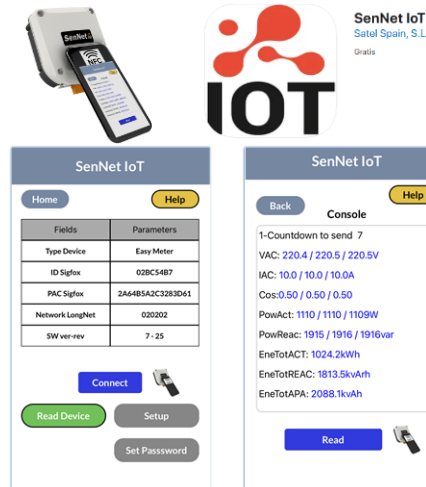 SenNet
NFC
IOT
SenNet IoT
Satel Spain, S.L
Gratis
SenNet IoT
Home
Help
Fields Parameters
Type Device Easy Meter
ID Sigfox 02BC54B7
PAC Sigfox 2A64B5A2C3283D61
Network LongNet 020202
SW ver-rev 7 - 25
Connect
Read Device
Setup
Set Passsword
SenNet IoT
Back
Help
Console
1-Countdown to send 7
VAC: 220.4 / 220.5 / 220.5V
IAC: 10.0 / 10.0 / 10.0A
Cos:0.50 / 0.50 / 0.50
PowAct: 1110 / 1110 / 1109W
PowReac: 1915 / 1916 / 1916var
EneTotACT: 1024.2kWh
EneTotREAC: 1813.5kvArh
EneTotAPA: 2088.1kvAh
Read